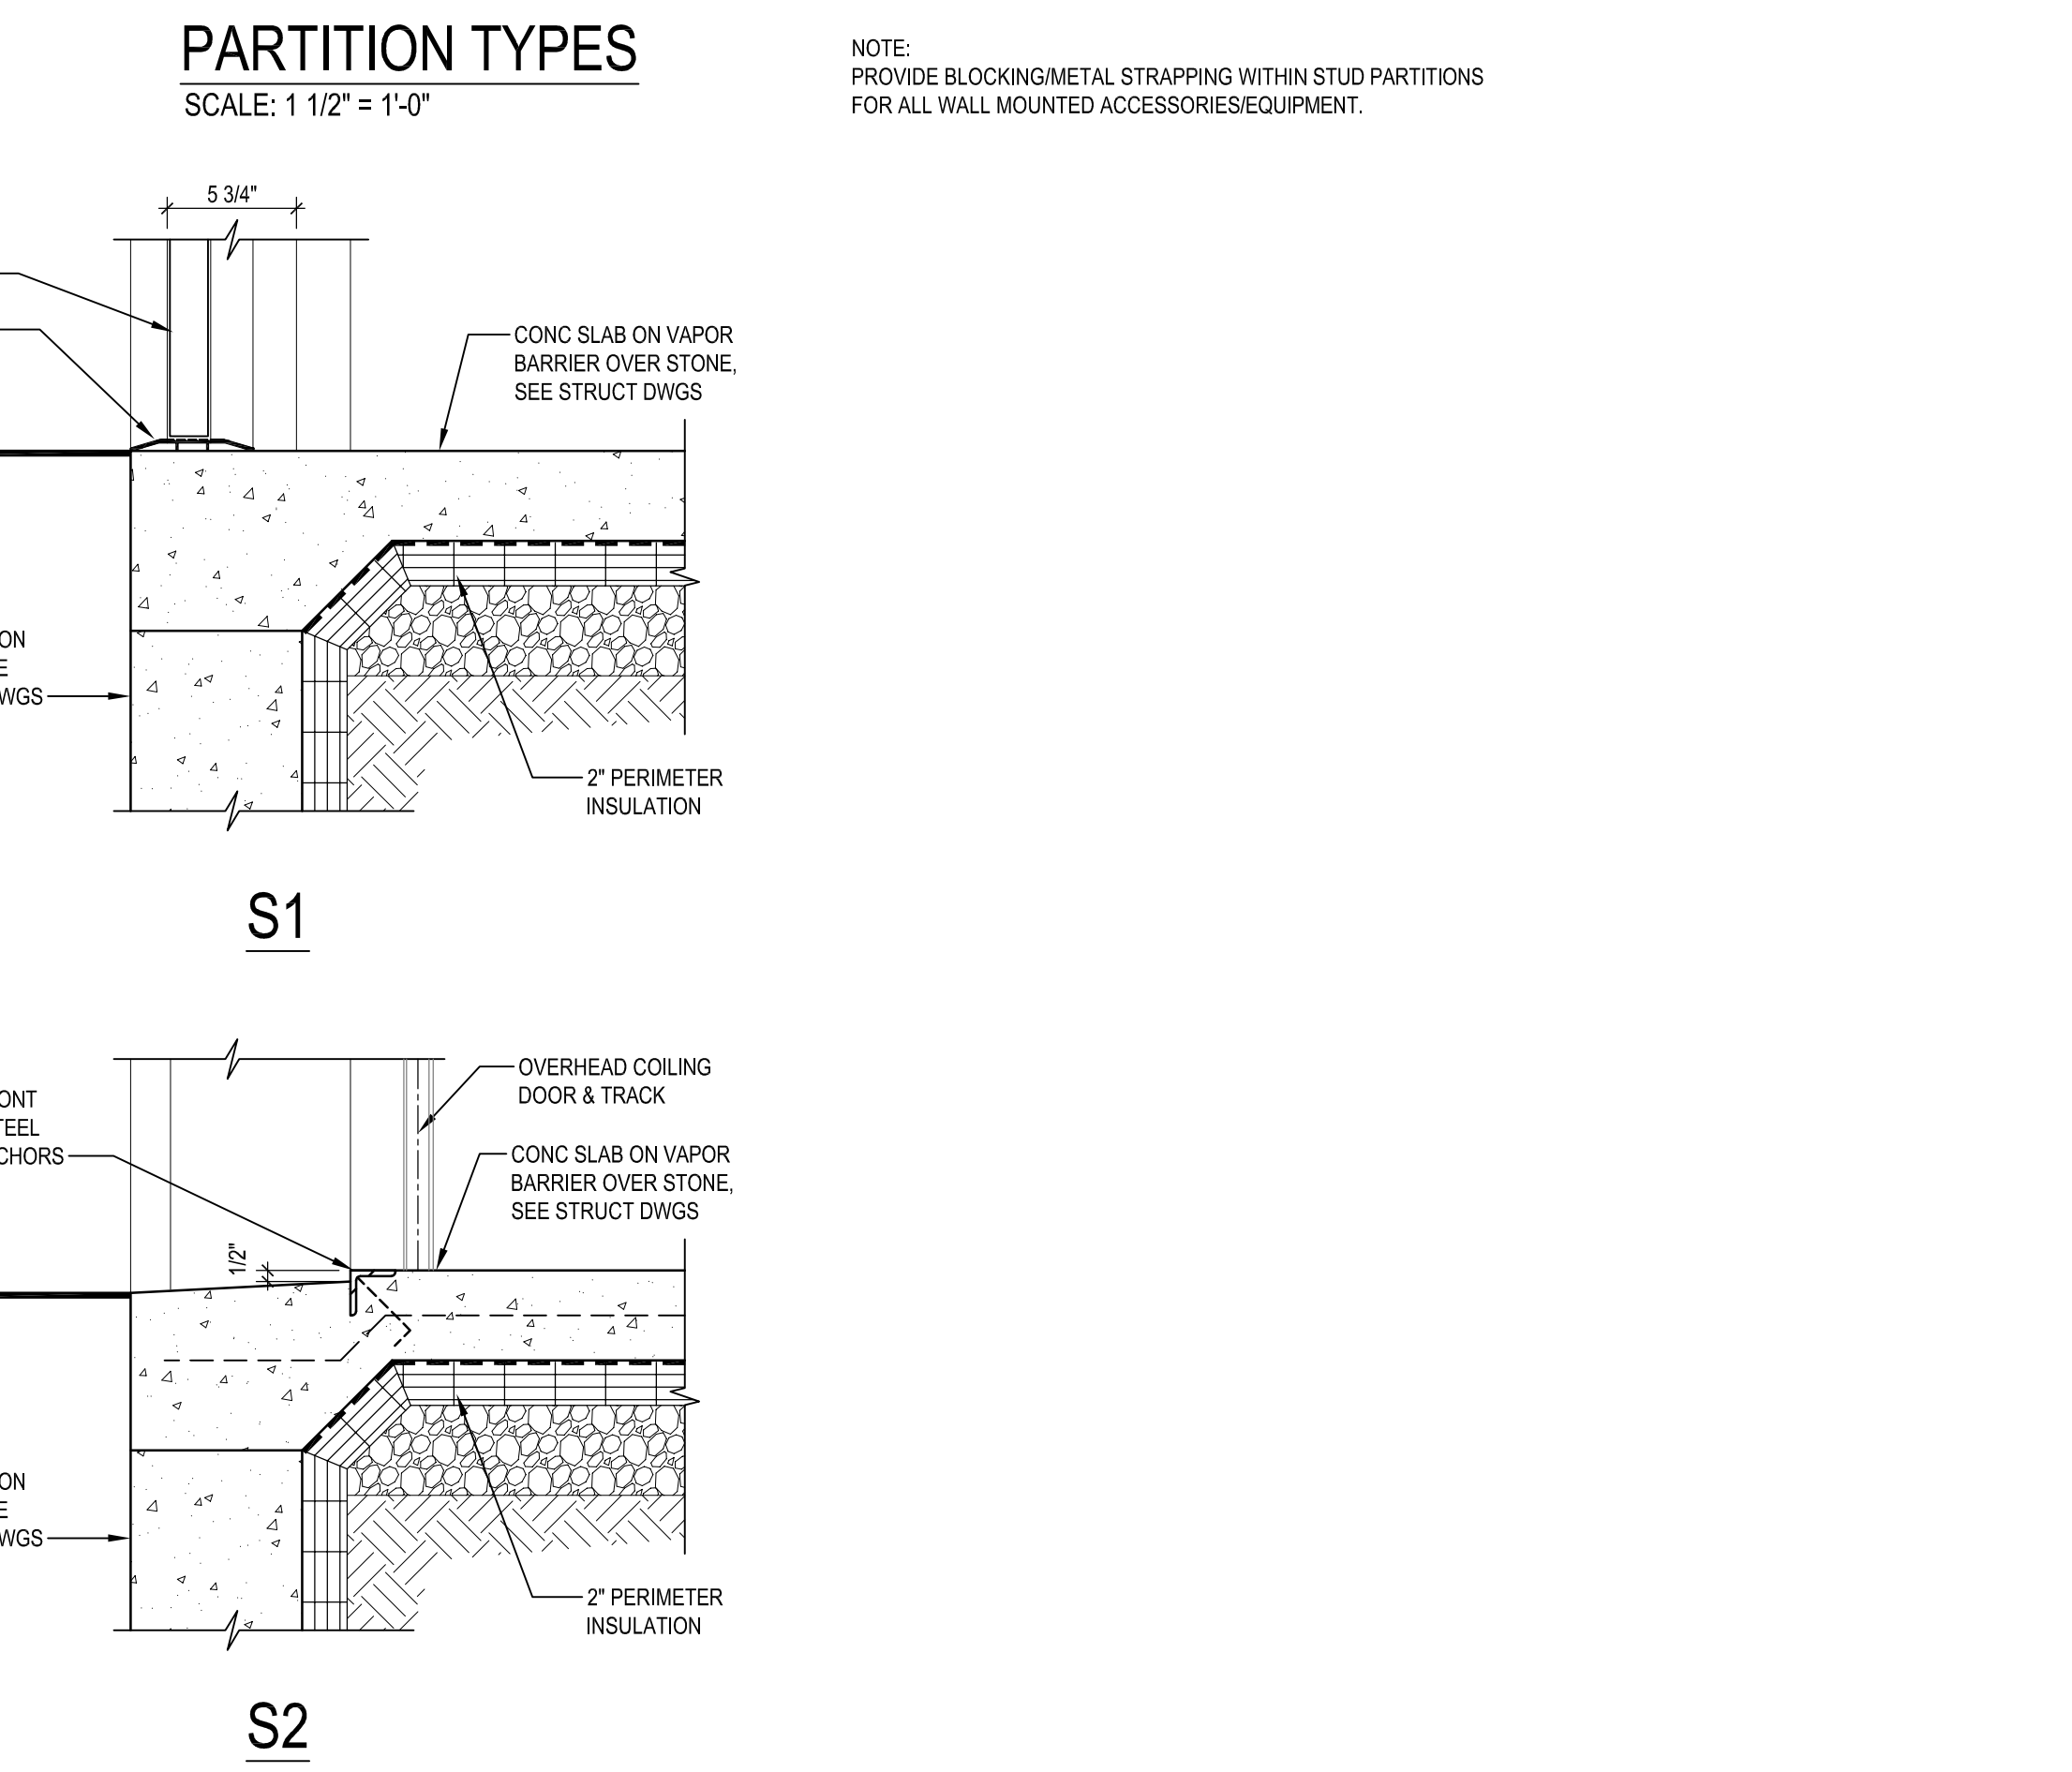 PARTITION TYPES
SCALE: 1 1/2" = 1'-0"
NOTE:
PROVIDE BLOCKING/METAL STRAPPING WITHIN STUD PARTITIONS
FOR ALL WALL MOUNTED ACCESSORIES/EQUIPMENT.
5 3/4"
CONC SLAB ON VAPOR
BARRIER OVER STONE,
SEE STRUCT DWGS
ON
E
WGS
2" PERIMETER
INSULATION
S1
OVERHEAD COILING
DOOR & TRACK
ONT
TEEL
CHORS
CONC SLAB ON VAPOR
BARRIER OVER STONE,
SEE STRUCT DWGS
1/2"
ON
E
WGS
2" PERIMETER
INSULATION
S2